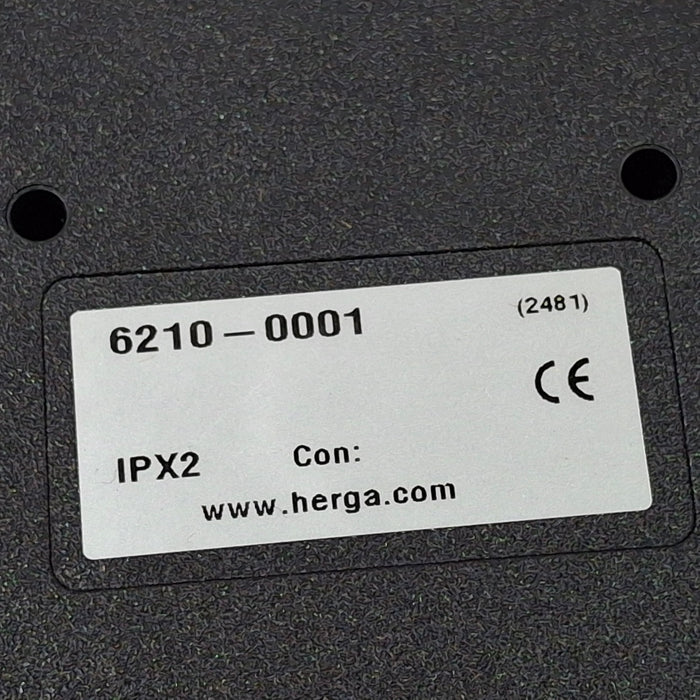 6210-0001
(2481)
CE
IPX2
Con:
www.herga.com